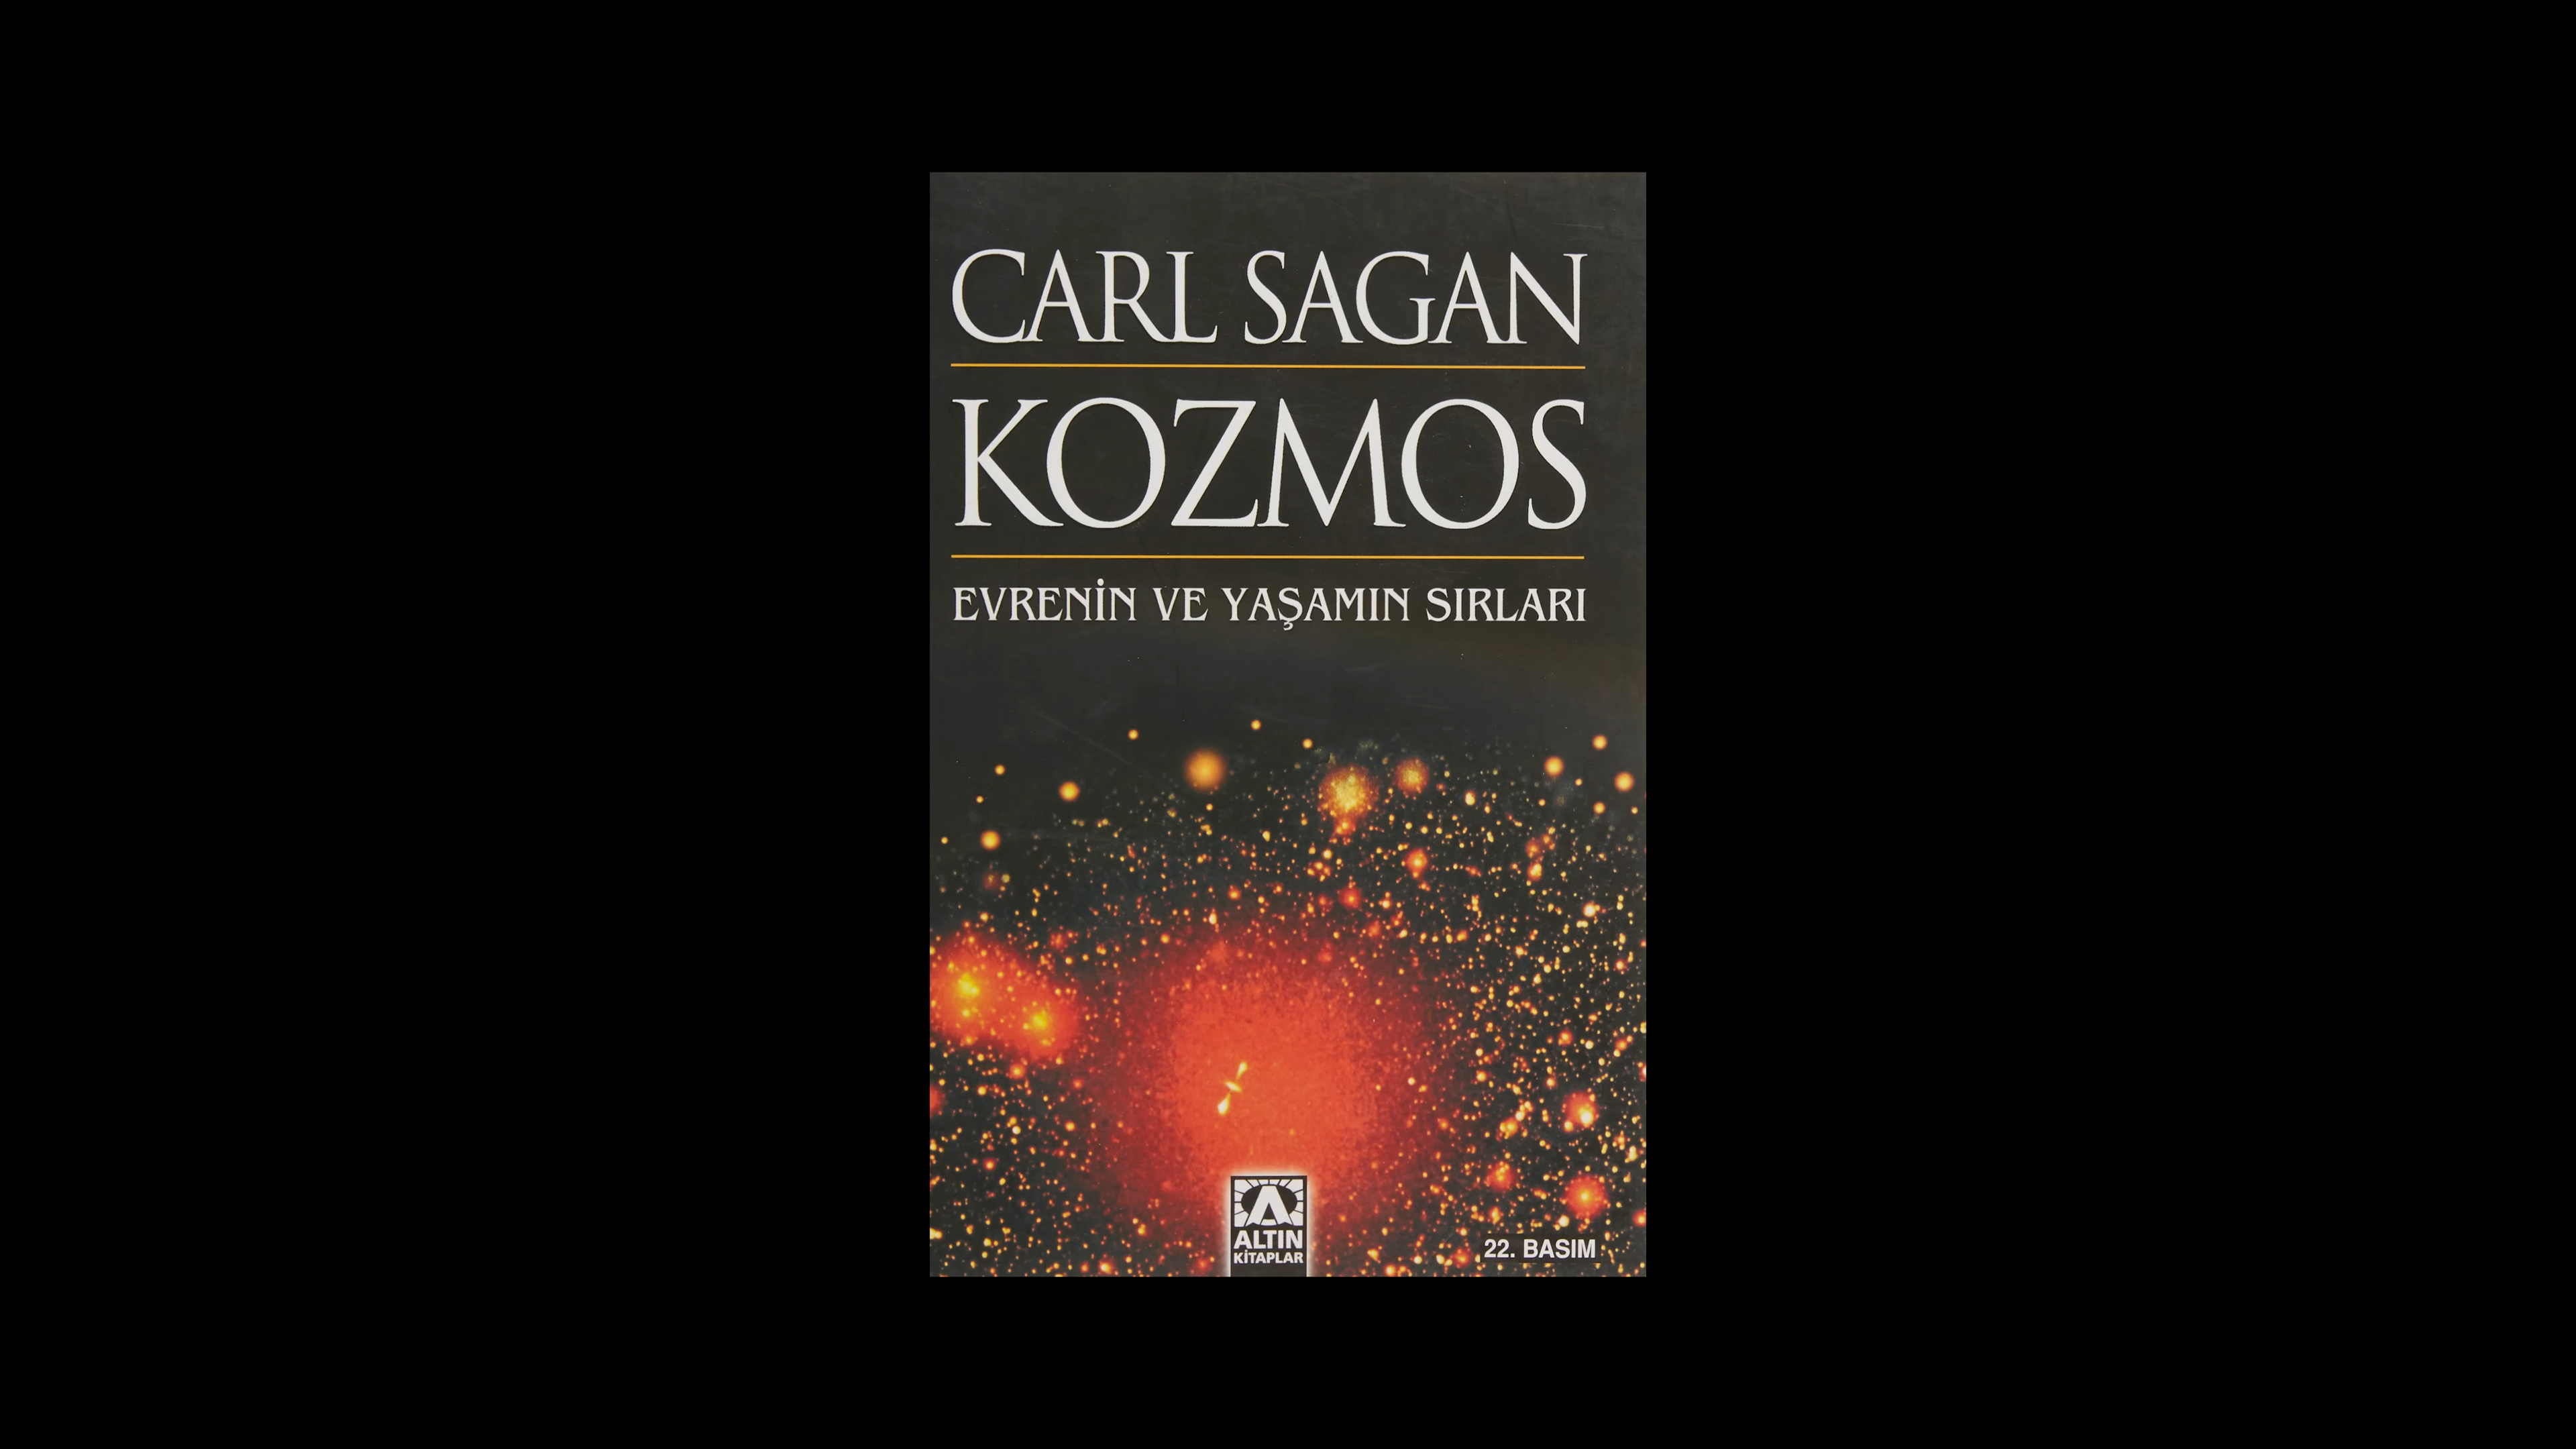 CARL SAGAN
KOZMOS
EVRENİN VE YAŞAMIN SIRLARI
ALTIN
KİTAPLAR
22. BASIM